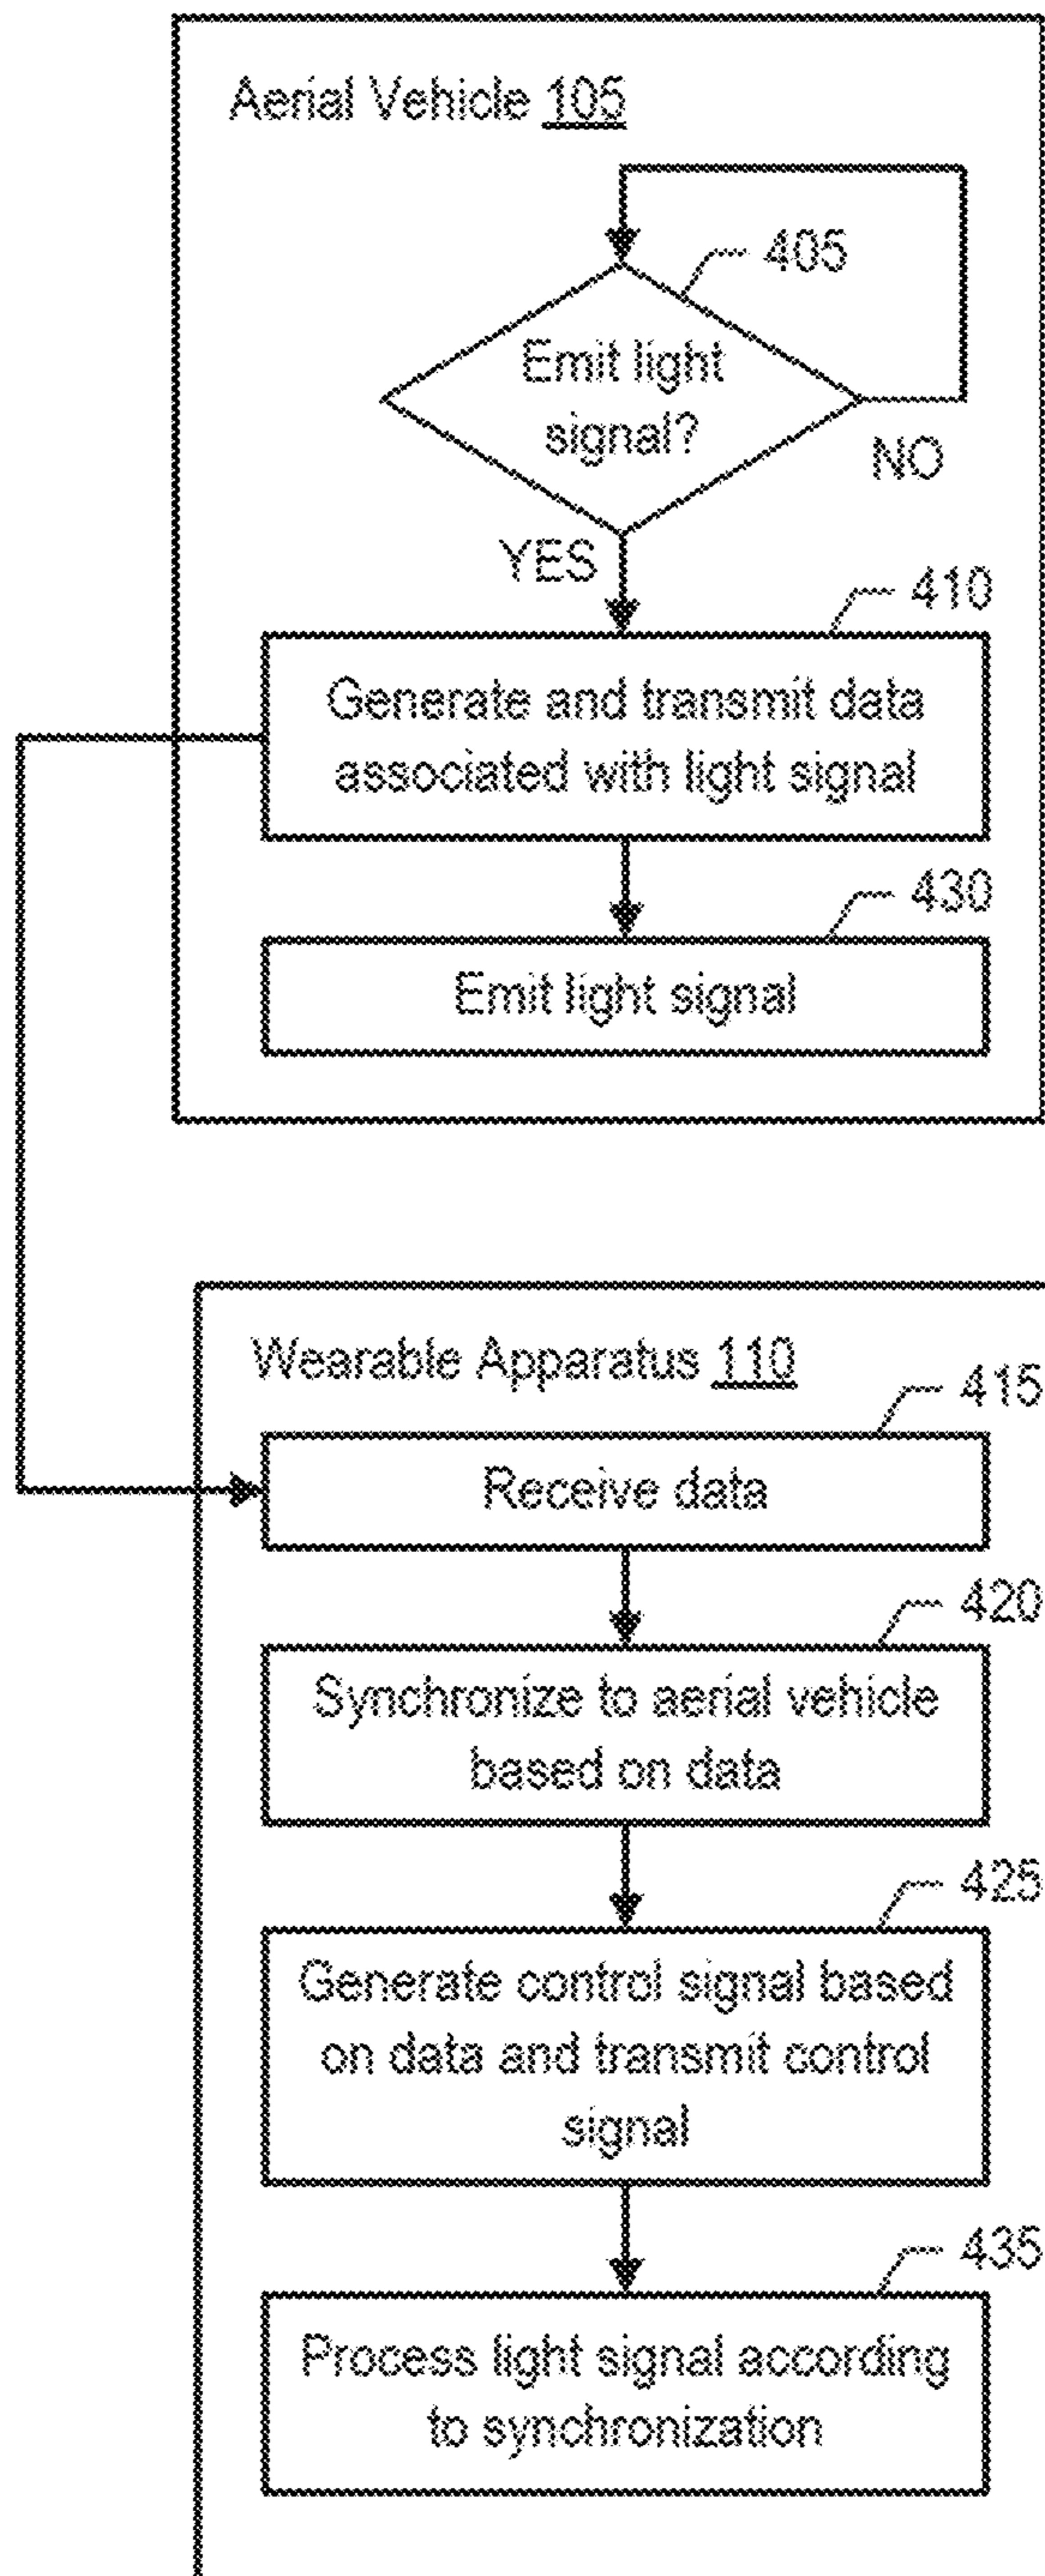 Aerial Vehicle 105
405
Emit light
signal?
NO
YES
410
Generate and transmit data
associated with light signal
430
Emit light signal
Wearable Apparatus 110
415
Receive data
420
Synchronize to aerial vehicle
based on data
425
Generate control signal based
on data and transmit control
signal
435
Process light signal according
to synchronization